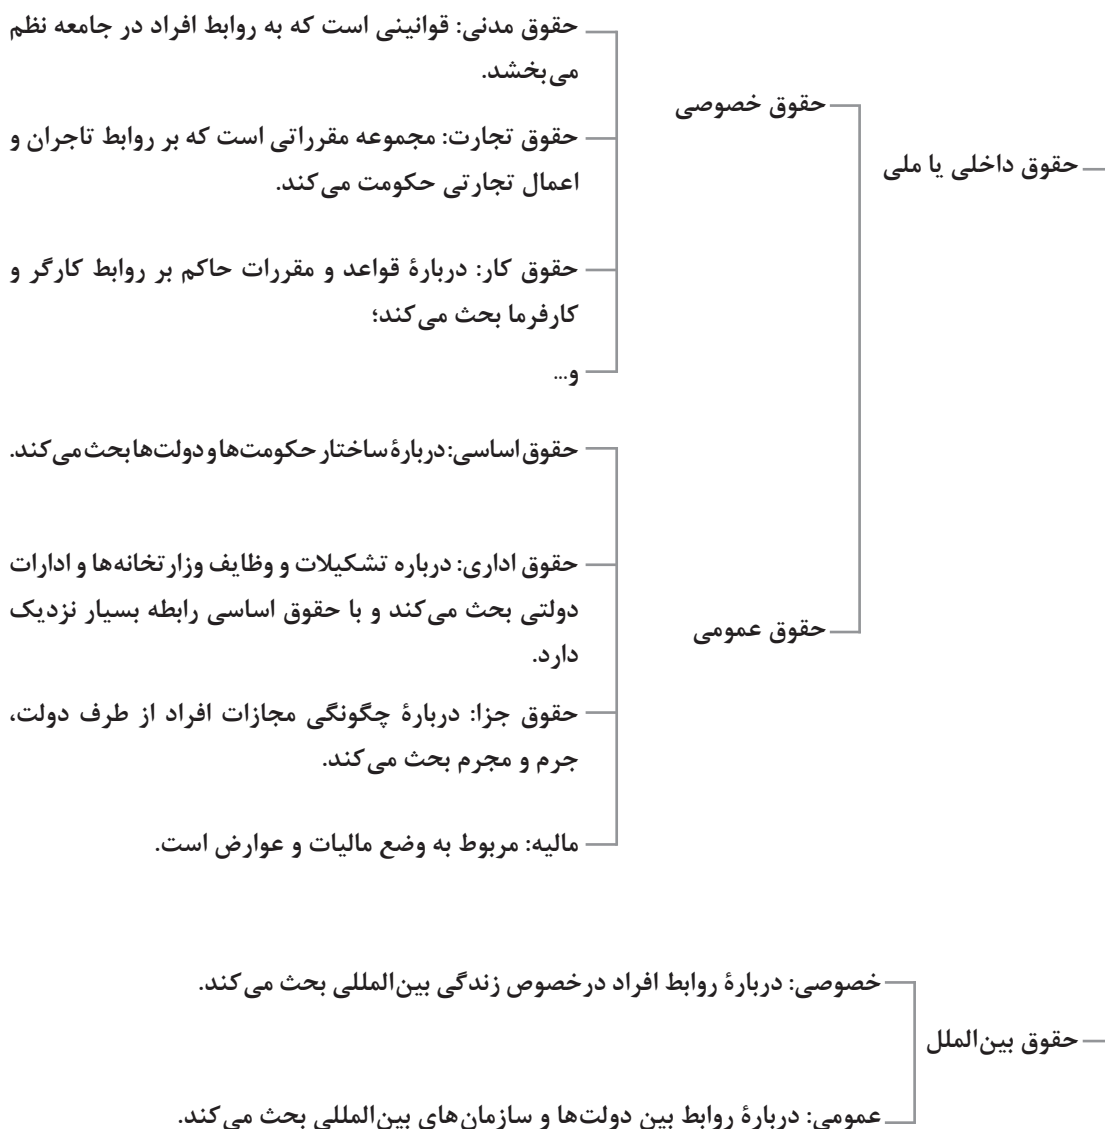 حقوق داخلی یا ملی
حقوق خصوصی
حقوق مدنی: قوانینی است که به روابط افراد در جامعه نظم
می‌بخشد.
حقوق تجارت: مجموعه مقرراتی است که بر روابط تاجران و
اعمال تجارتی حکومت می‌کند.
حقوق کار: دربارهٔ قواعد و مقررات حاکم بر روابط کارگر و
کارفرما بحث می‌کند؛
و...
حقوق عمومی
حقوق اساسی: دربارهٔ ساختار حکومت‌ها و دولت‌ها بحث می‌کند.
حقوق اداری: درباره تشکیلات و وظایف وزارتخانه‌ها و ادارات
دولتی بحث می‌کند و با حقوق اساسی رابطه بسیار نزدیک
دارد.
حقوق جزا: دربارهٔ چگونگی مجازات افراد از طرف دولت،
جرم و مجرم بحث می‌کند.
مالیه: مربوط به وضع مالیات و عوارض است.
حقوق بین‌الملل
خصوصی: دربارهٔ روابط افراد درخصوص زندگی بین‌المللی بحث می‌کند.
عمومی: دربارهٔ روابط بین دولت‌ها و سازمان‌های بین‌المللی بحث می‌کند.